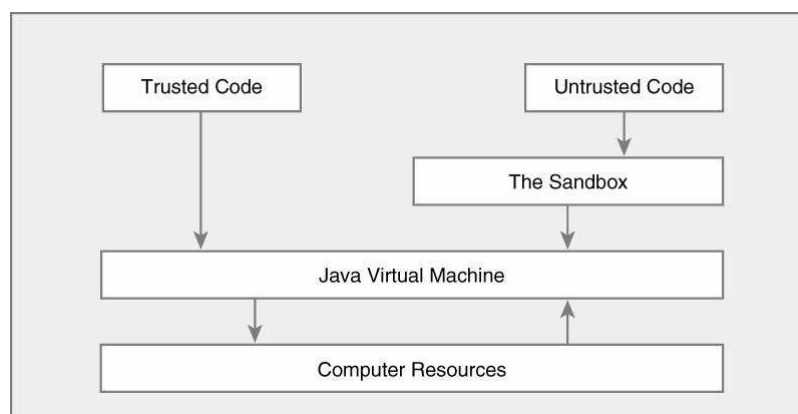 Trusted Code
Untrusted Code
The Sandbox
Java Virtual Machine
Computer Resources